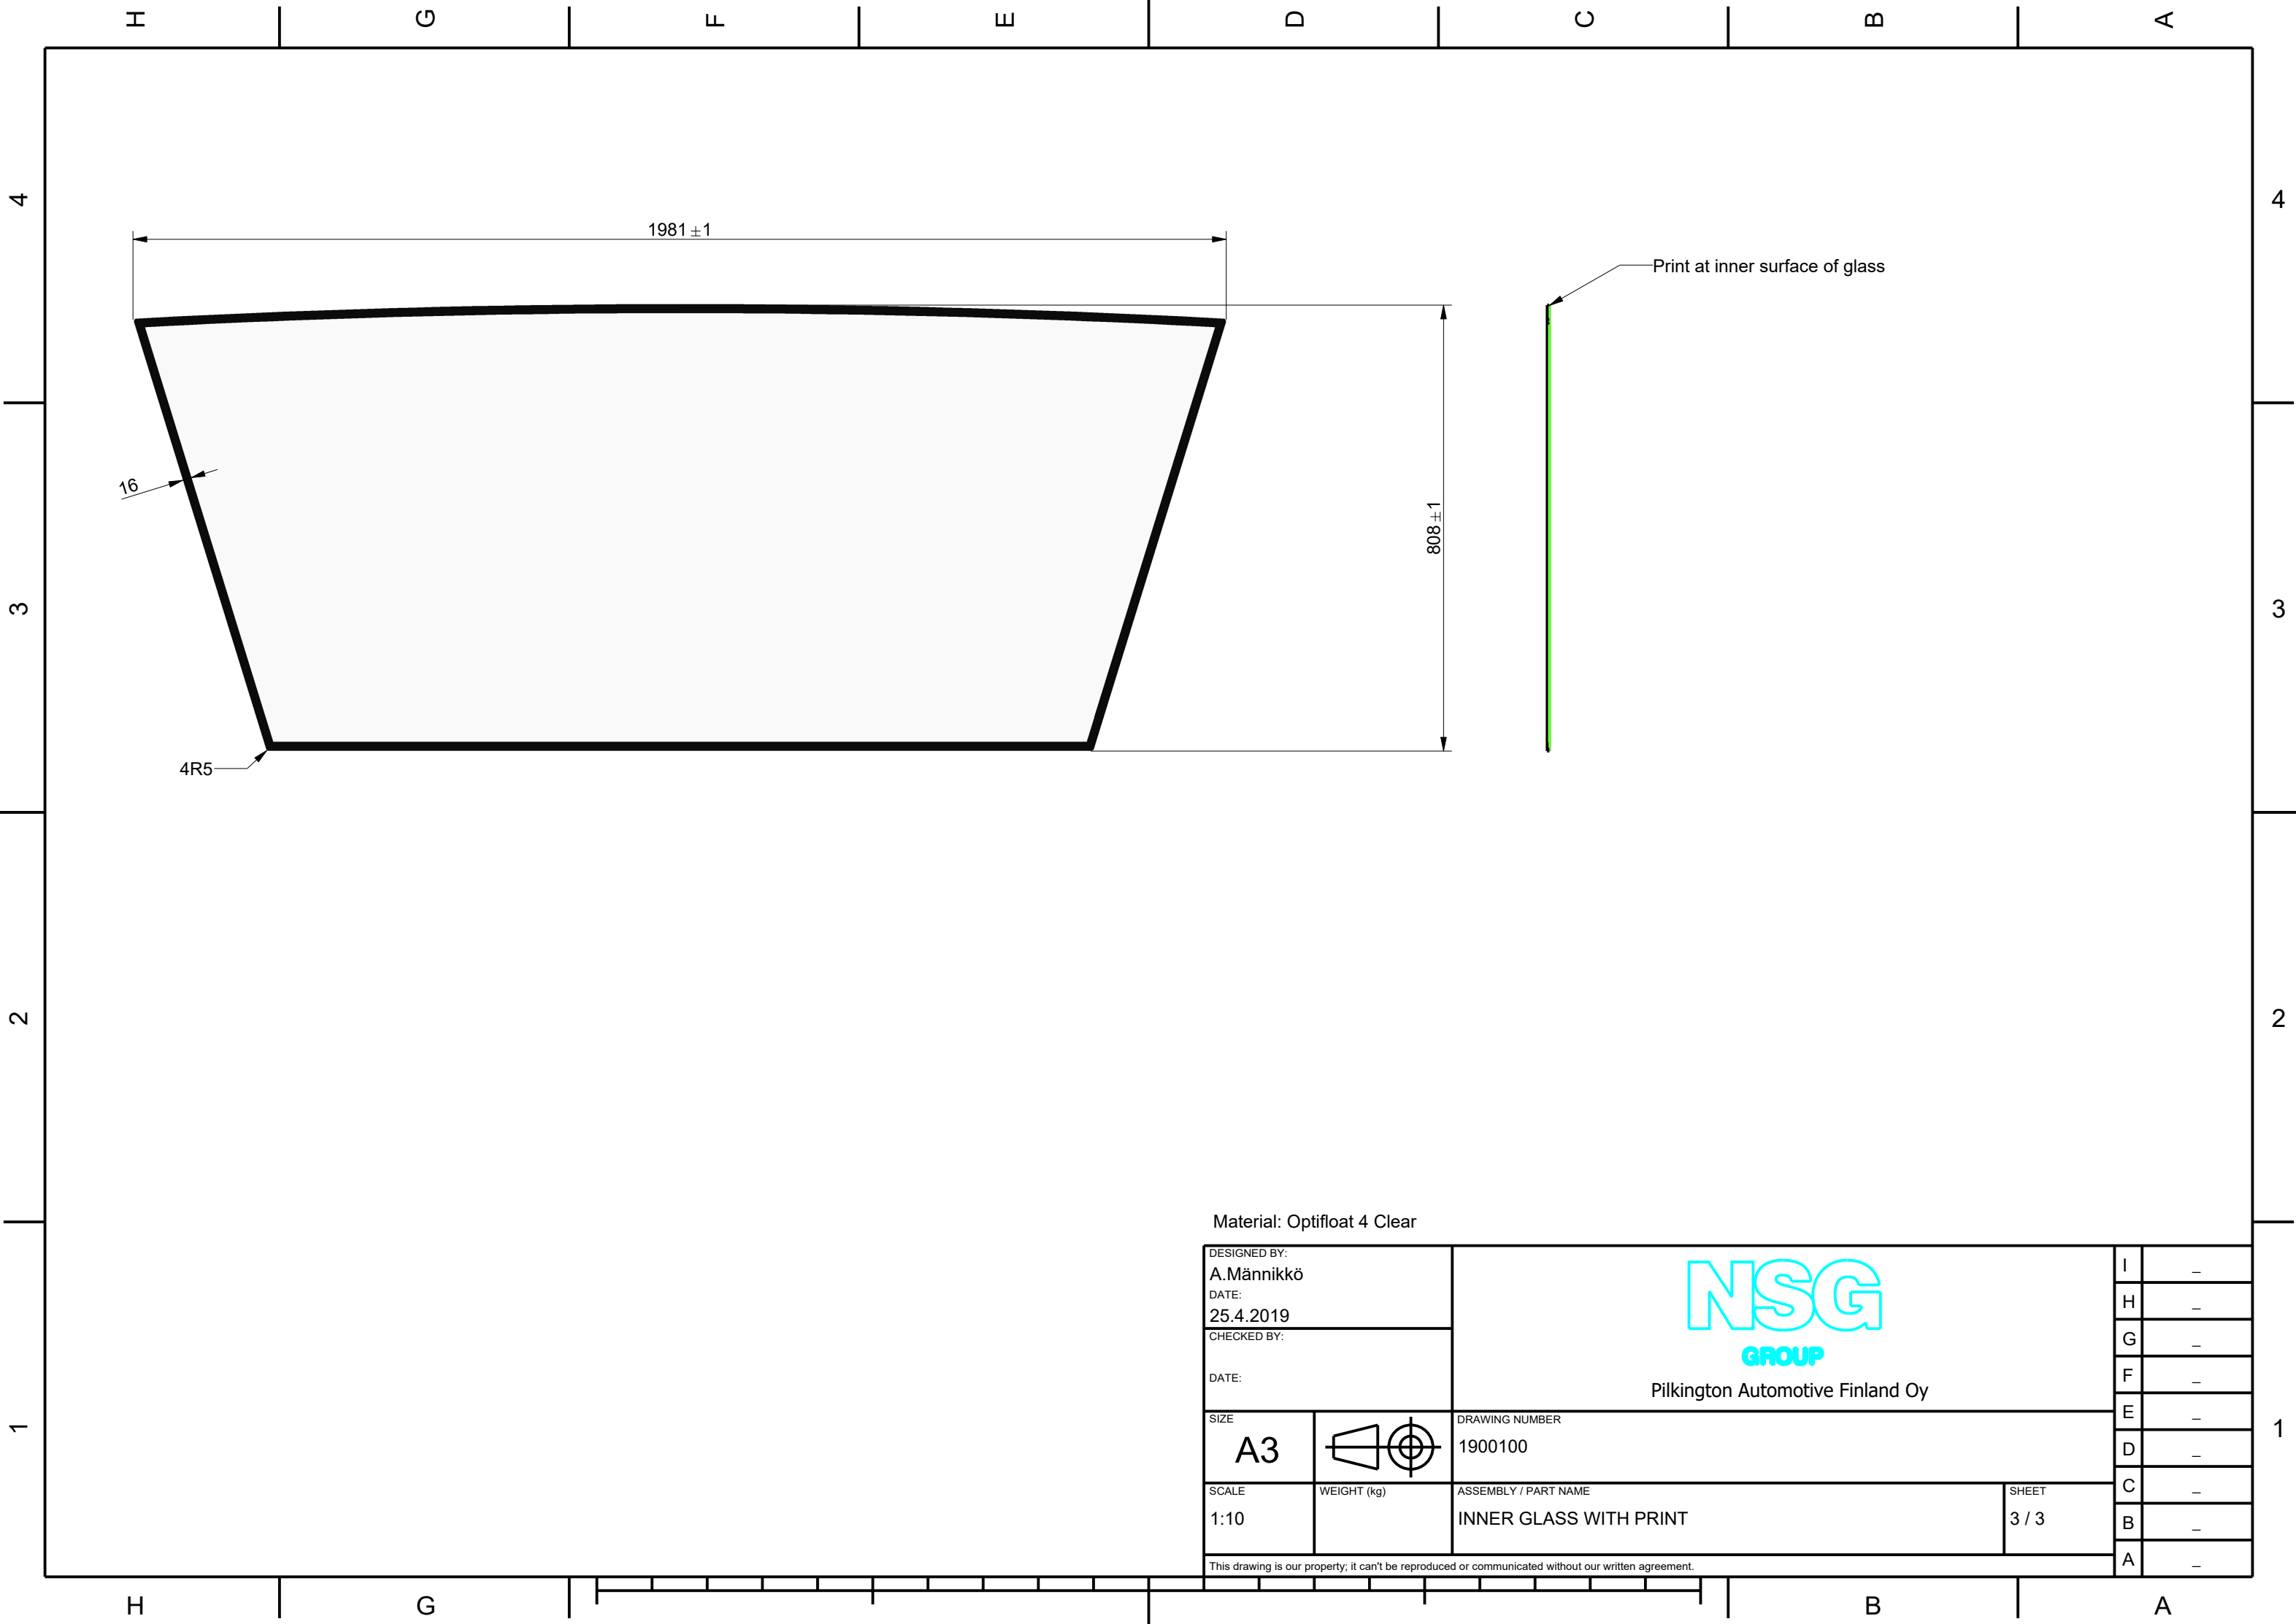 H G F E D C B A
4 4
1981±1
Print at inner surface of glass
16
808±1
3 3
4R5
2 2
Material: Optifloat 4 Clear
DESIGNED BY:
A.Männikkö
DATE:
25.4.2019
CHECKED BY:
DATE:
NSG
GROUP
Pilkington Automotive Finland Oy
SIZE
A3
DRAWING NUMBER
1900100
SCALE
1:10
WEIGHT (kg)
ASSEMBLY / PART NAME
INNER GLASS WITH PRINT
SHEET
3 / 3
This drawing is our property; it can't be reproduced or communicated without our written agreement.
I _
H _
G _
F _
E _
D _
C _
B _
A _
1 1
H G B A